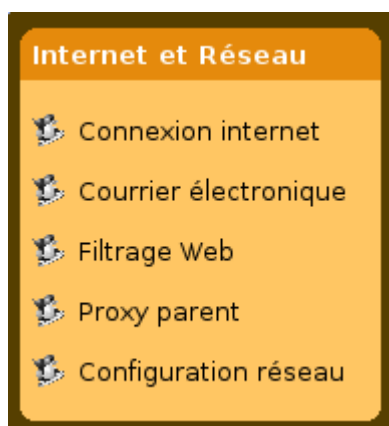 Internet et Réseau
Connexion internet
Courrier électronique
Filtrage Web
Proxy parent
Configuration réseau